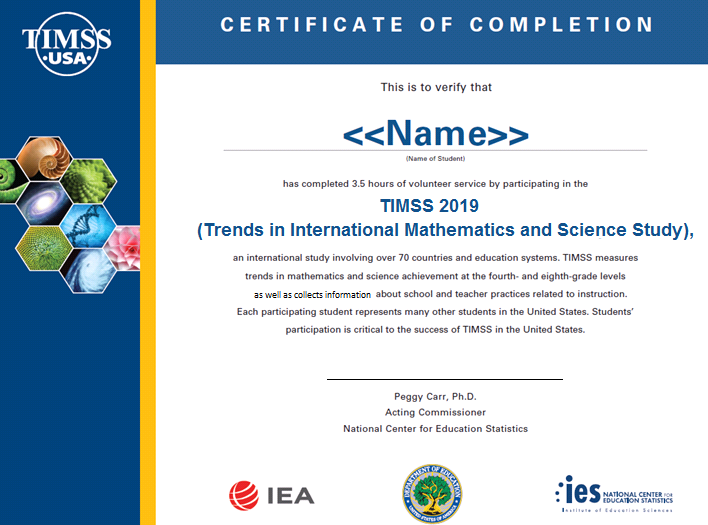 TIMSS
USA
CERTIFICATE OF COMPLETION
This is to verify that
<<Name>>
(Name of Student)
has completed 3.5 hours of volunteer service by participating in the
TIMSS 2019
(Trends in International Mathematics and Science Study),
an international study involving over 70 countries and education systems. TIMSS measures
trends in mathematics and science achievement at the fourth- and eighth-grade levels
as well as collects information about school and teacher practices related to instruction.
Each participating student represents many other students in the United States. Students'
participation is critical to the success of TIMSS in the United States.
Peggy Carr, Ph.D.
Acting Commissioner
National Center for Education Statistics
IEA
DEPARTMENT OF EDUCATION
UNITED STATES OF AMERICA
ies NATIONAL CENTER FOR
EDUCATION STATISTICS
Institute of Education Sciences